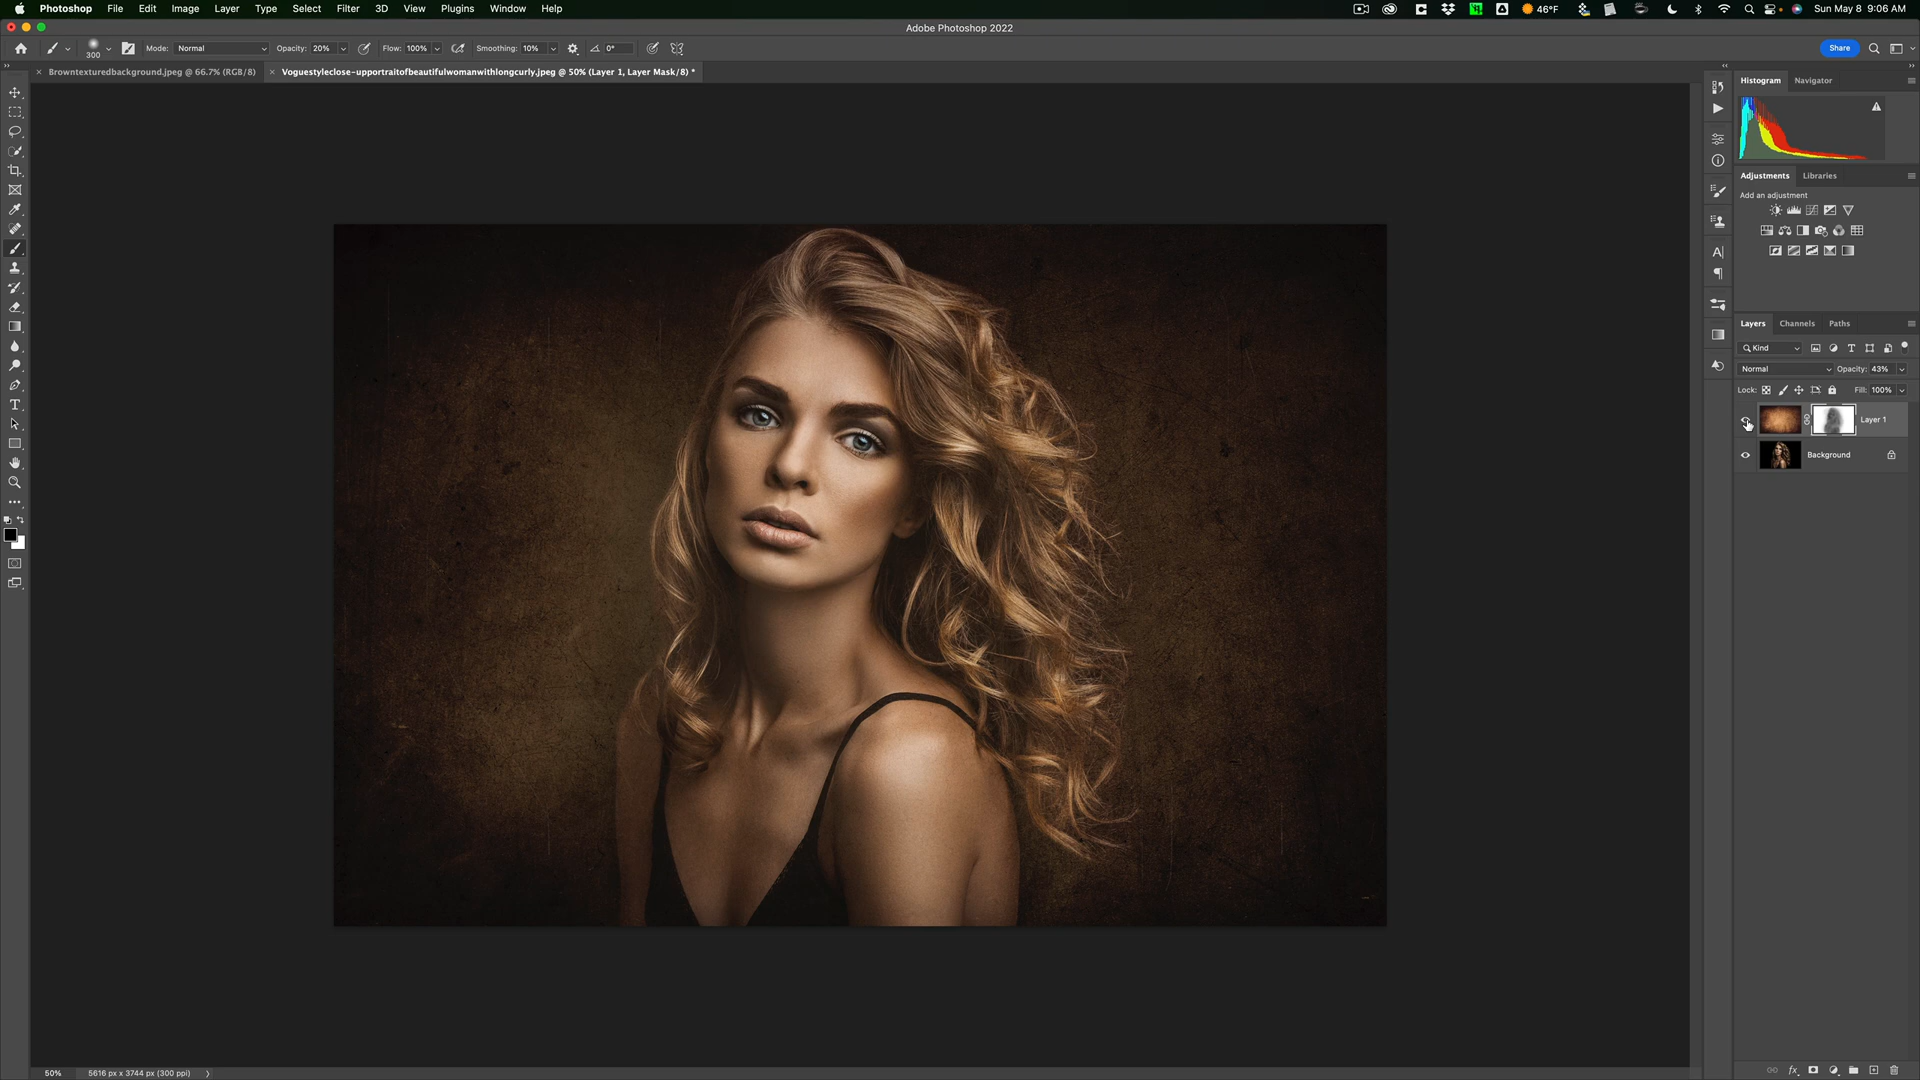 Photoshop File Edit Image Layer Type Select Filter 3D View Plugins Window Help 46°F Sun May 8 9:06 AM
Adobe Photoshop 2022
300 Mode: Normal Opacity: 20% Flow: 100% Smoothing: 10% 0° Share
Browntexturedbackground.jpeg @ 66.7% (RGB/8) Voguestyleclose-upportraitofbeautifulwomanwithlongcurly.jpeg @ 50% (Layer 1, Layer Mask/8) *
Histogram Navigator
Adjustments Libraries
Add an adjustment
Layers Channels Paths
Kind
Normal Opacity: 43%
Lock: Fill: 100%
Layer 1
Background
50% 5616 px x 3744 px (300 ppi)